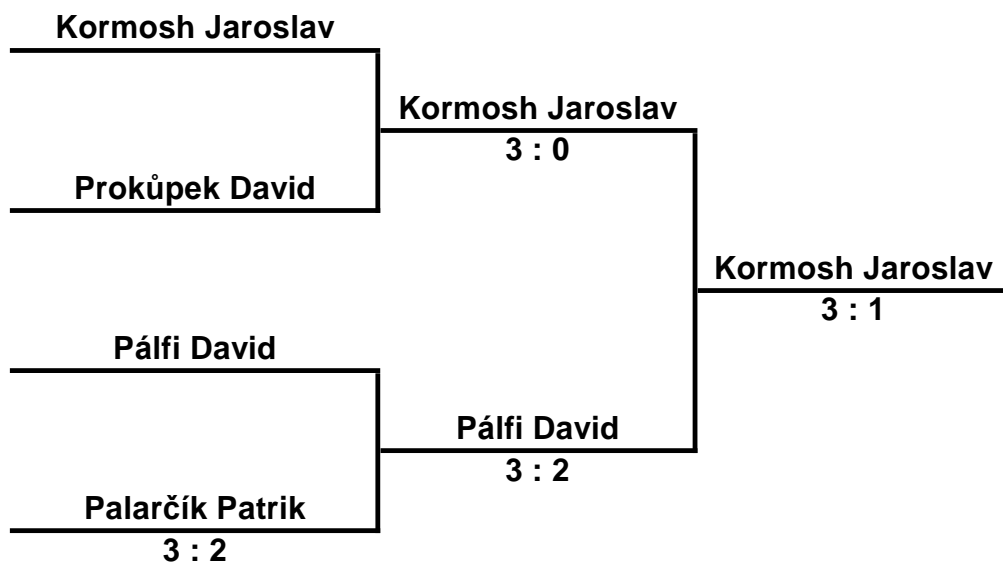 Kormosh Jaroslav
Kormosh Jaroslav
3 : 0
Prokůpek David
Kormosh Jaroslav
3 : 1
Pálfi David
Pálfi David
3 : 2
Palarčík Patrik
3 : 2